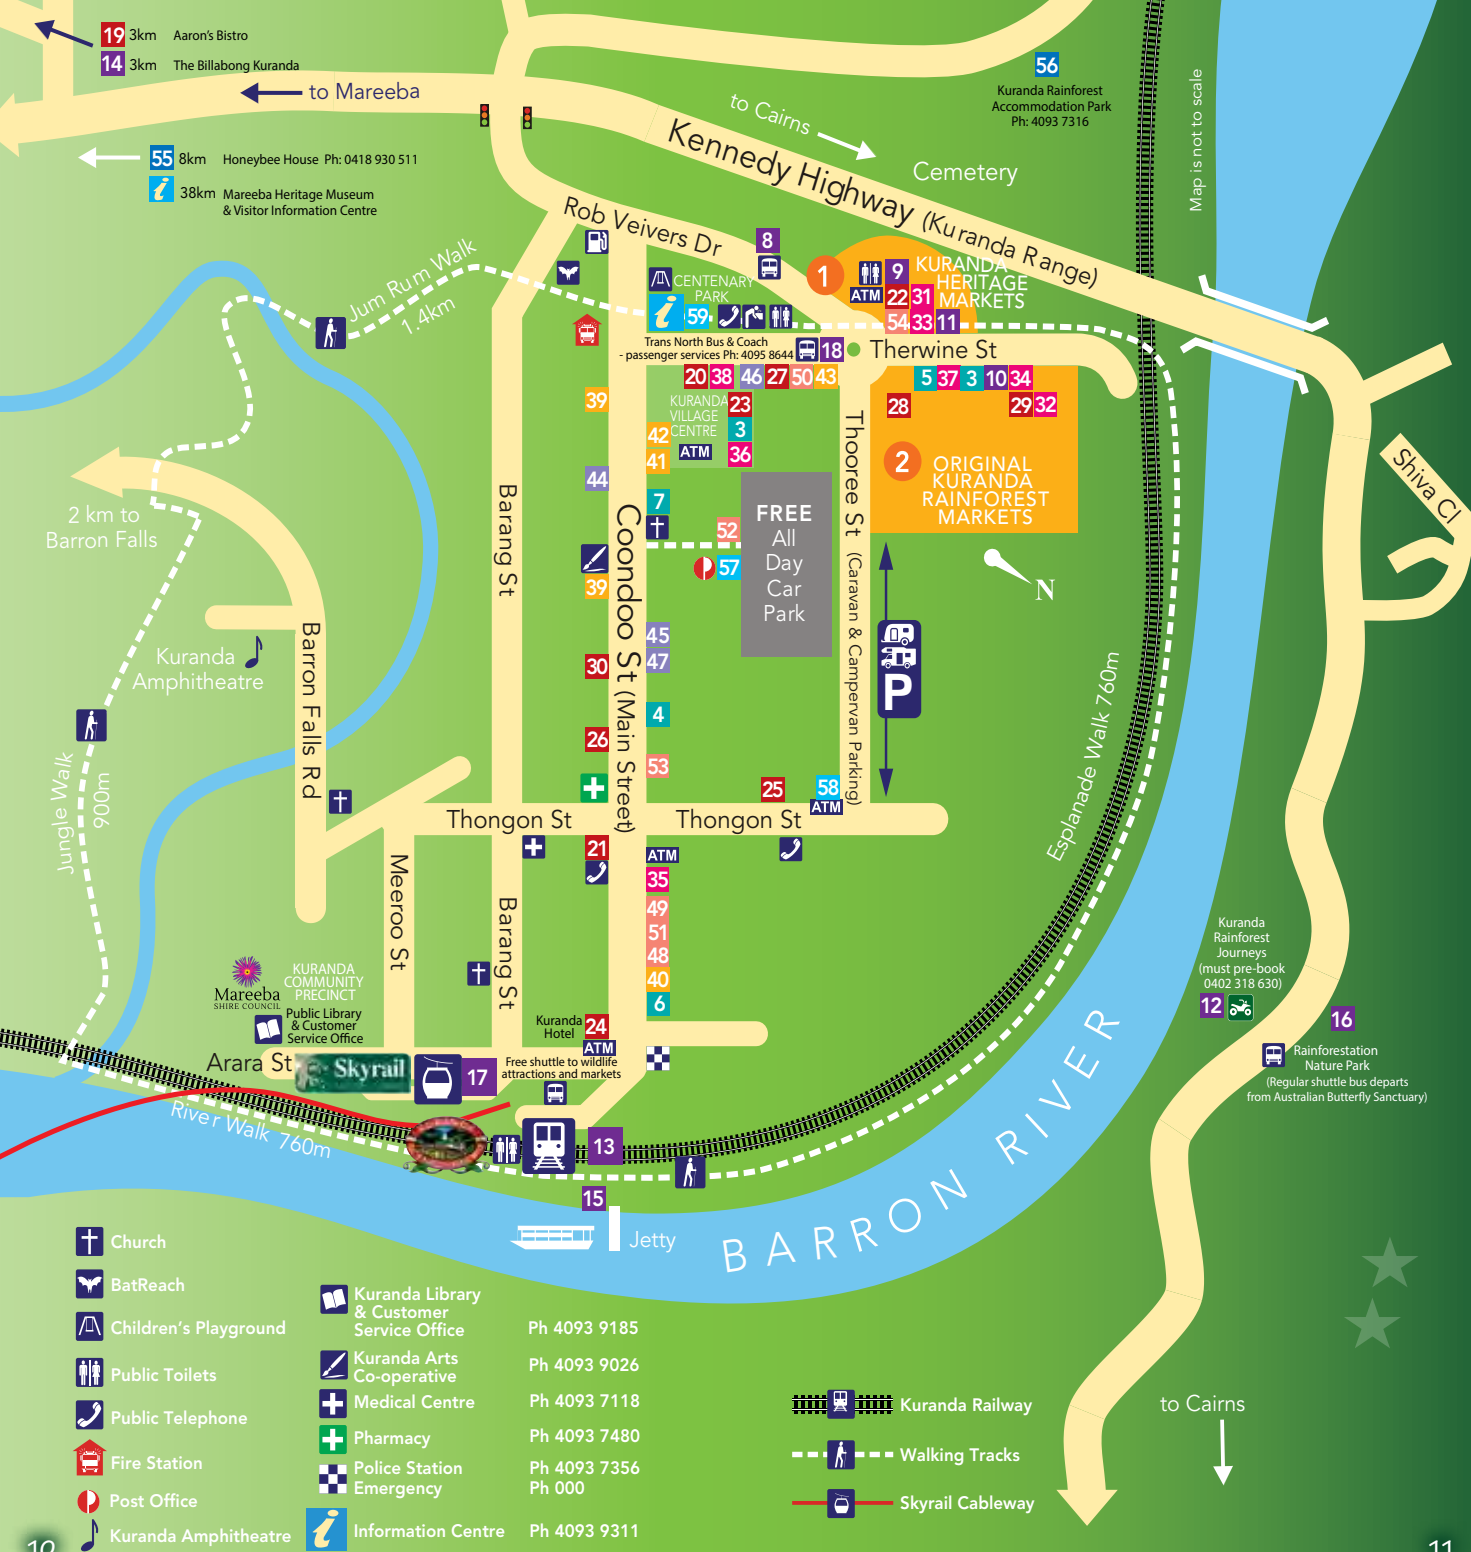 19 3km Aaron's Bistro
14 3km The Billabong Kuranda
to Mareeba
55 8km Honeybee House Ph: 0418 930 511
i 38km Mareeba Heritage Museum
& Visitor Information Centre
56
Kuranda Rainforest
Accommodation Park
Ph: 4093 7316
to Cairns
Kennedy Highway (Kuranda Range)
Cemetery
Map is not to scale
Rob Veivers Dr
8
Jum Rum Walk
1.4km
CENTENARY
PARK
i 59
1
9
ATM 22 31
54 33 11
KURANDA
HERITAGE
MARKETS
Trans North Bus & Coach
- passenger services Ph: 4095 8644
18
Therwine St
20 38 46 27 50 43
5 37 3 10 34
28
29 32
KURANDA
VILLAGE
CENTRE
23
3
ATM
36
39
42
41
44
7
2
ORIGINAL
KURANDA
RAINFOREST
MARKETS
Thooree St (Caravan & Campervan Parking)
Barang St
Coondoo St (Main Street)
52
57
FREE
All
Day
Car
Park
39
N
P
Shiva Cl
2 km to
Barron Falls
Kuranda
Amphitheatre
Barron Falls Rd
45
47
30
4
26
53
25
58
ATM
Jungle Walk
900m
Esplanade Walk 760m
Thongon St
Thongon St
21
ATM
35
49
51
48
40
6
Meeroo St
Barang St
Mareeba
SHIRE COUNCIL
KURANDA
COMMUNITY
PRECINCT
Public Library
& Customer
Service Office
Kuranda
Hotel
24
ATM
Arara St
Skyrail
17
Free shuttle to wildlife
attractions and markets
River Walk 760m
13
15
Jetty
BARRON RIVER
Kuranda
Rainforest
Journeys
(must pre-book
0402 318 630)
12
16
Rainforestation
Nature Park
(Regular shuttle bus departs
from Australian Butterfly Sanctuary)
Church
BatReach
Children's Playground
Public Toilets
Public Telephone
Fire Station
Post Office
Kuranda Amphitheatre
Kuranda Library
& Customer
Service Office Ph 4093 9185
Kuranda Arts
Co-operative Ph 4093 9026
Medical Centre Ph 4093 7118
Pharmacy Ph 4093 7480
Police Station Ph 4093 7356
Emergency Ph 000
i Information Centre Ph 4093 9311
Kuranda Railway
Walking Tracks
Skyrail Cableway
to Cairns
10
11